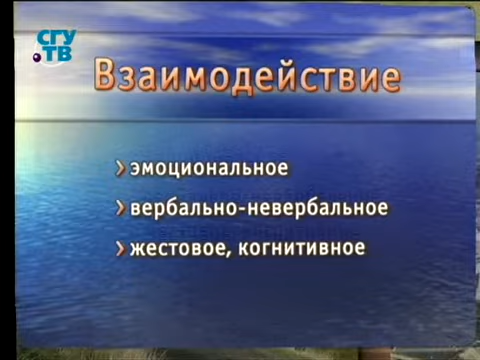 СГУ
ТВ
Взаимодействие
эмоциональное
вербально-невербальное
жестовое, когнитивное